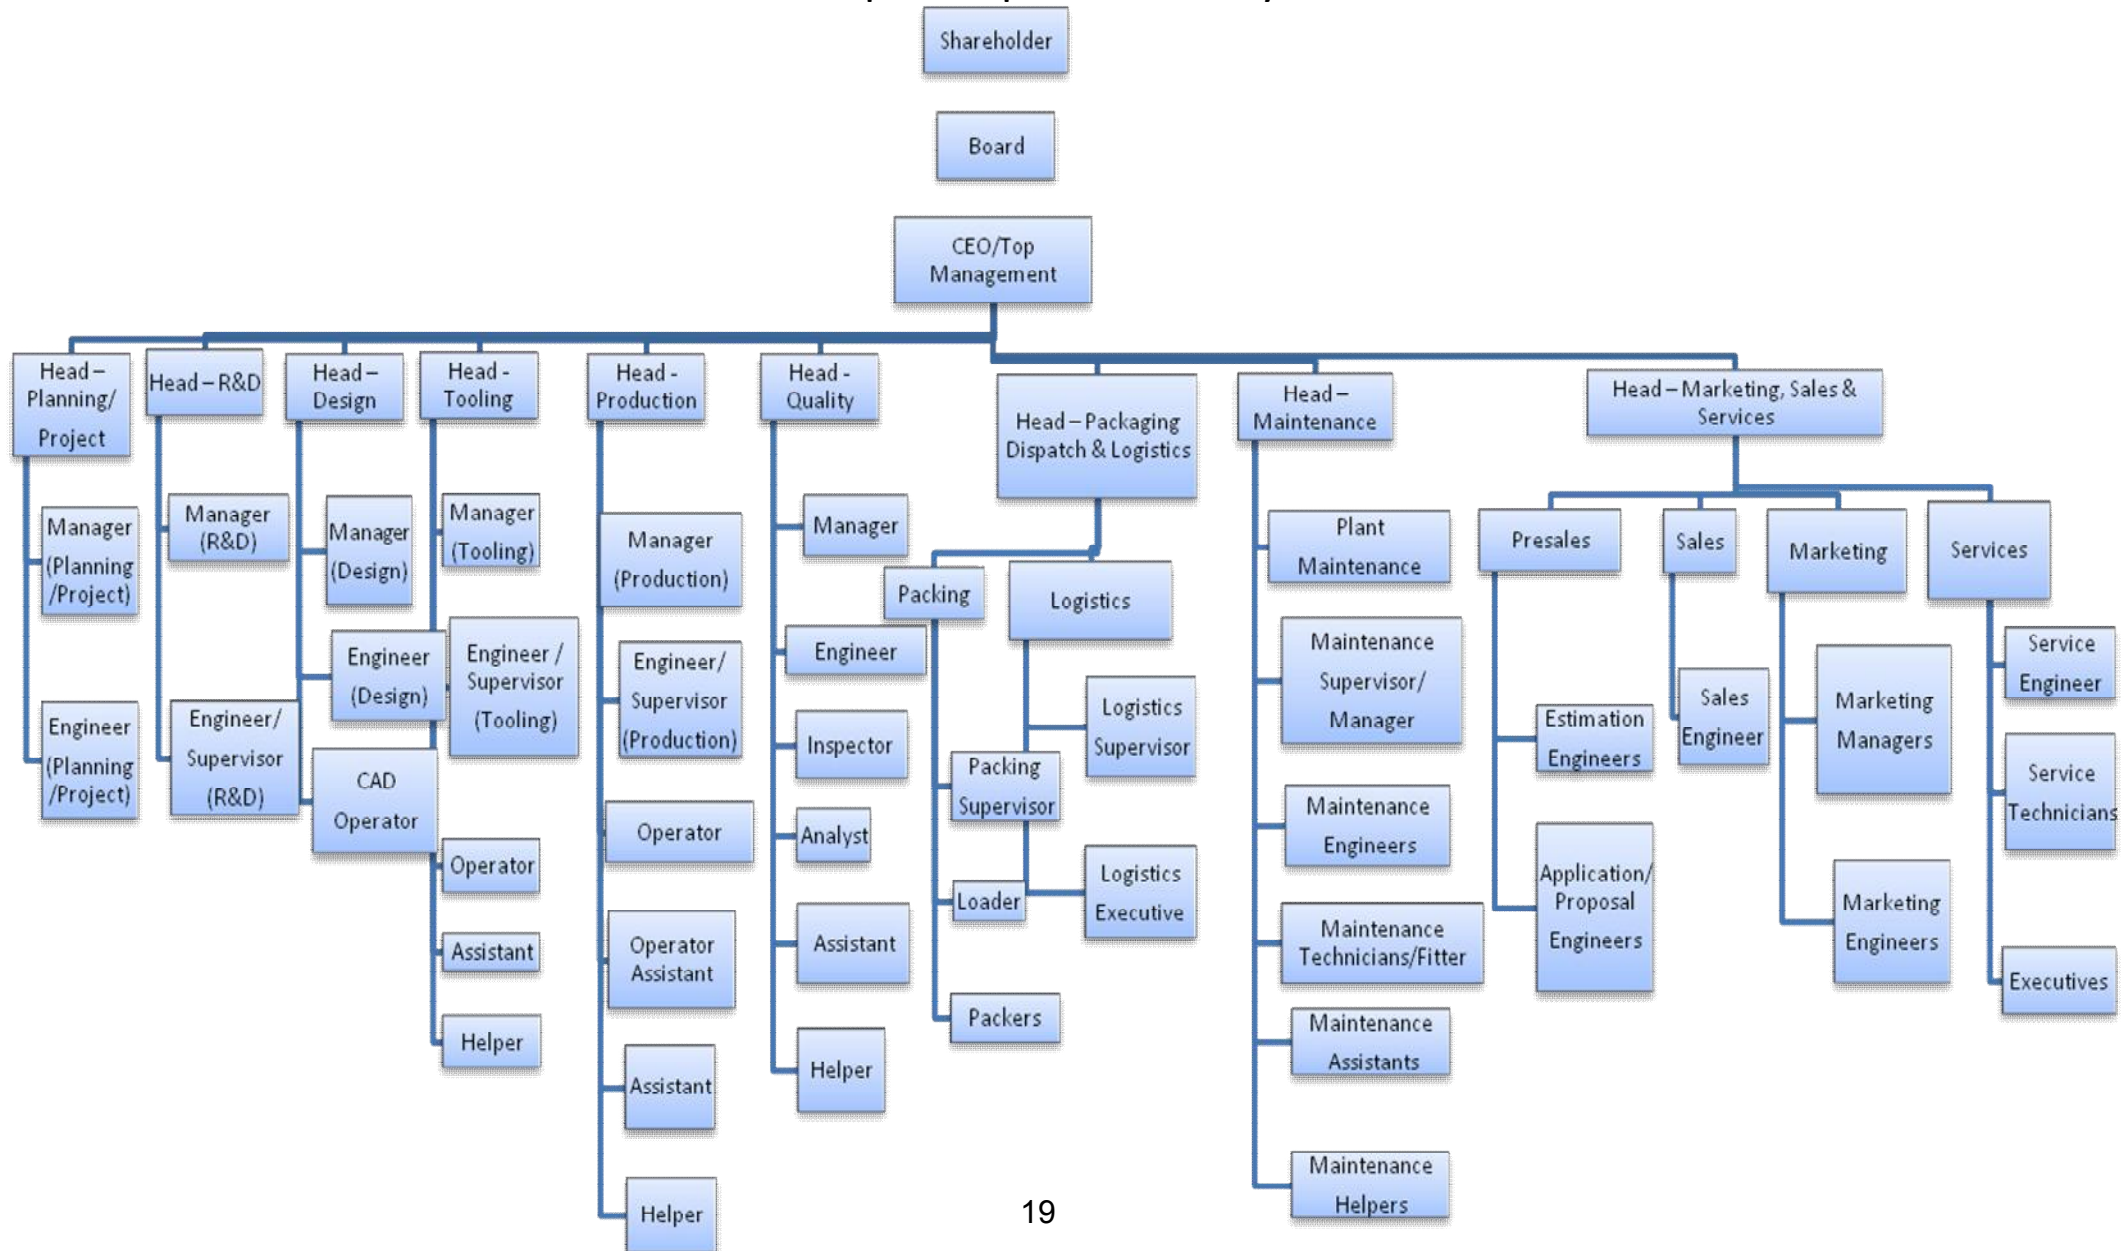 Shareholder
Board
CEO/Top
Management
Head –
Planning/
Project
Manager
(Planning
/Project)
Engineer
(Planning
/Project)
Head – R&D
Manager
(R&D)
Engineer/
Supervisor
(R&D)
Head –
Design
Manager
(Design)
Engineer
(Design)
CAD
Operator
Head -
Tooling
Manager
(Tooling)
Engineer /
Supervisor
(Tooling)
Operator
Assistant
Helper
Head -
Production
Manager
(Production)
Engineer/
Supervisor
(Production)
Operator
Operator
Assistant
Assistant
Helper
Head -
Quality
Manager
Engineer
Inspector
Analyst
Assistant
Helper
Head – Packaging
Dispatch & Logistics
Packing
Packing
Supervisor
Loader
Packers
Logistics
Logistics
Supervisor
Logistics
Executive
Head –
Maintenance
Plant
Maintenance
Maintenance
Supervisor/
Manager
Maintenance
Engineers
Maintenance
Technicians/Fitter
Maintenance
Assistants
Maintenance
Helpers
Head – Marketing, Sales &
Services
Presales
Estimation
Engineers
Application/
Proposal
Engineers
Sales
Sales
Engineer
Marketing
Marketing
Managers
Marketing
Engineers
Services
Service
Engineer
Service
Technicians
Executives
19